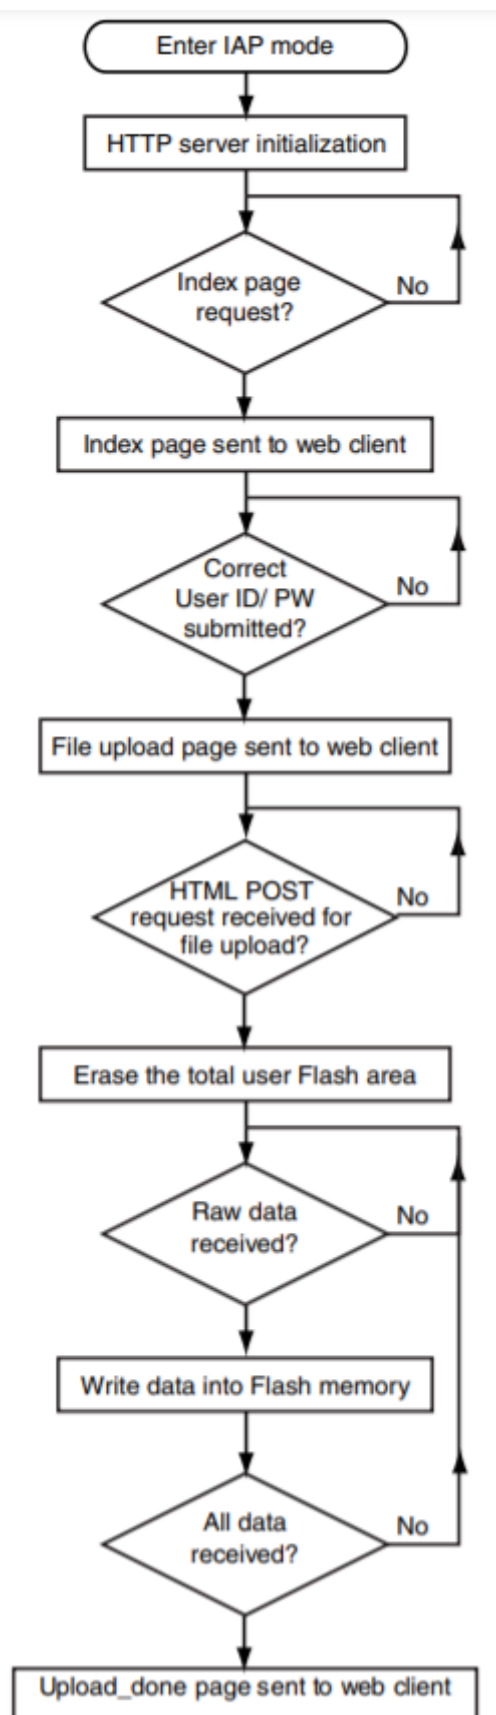 Enter IAP mode
HTTP server initialization
Index page
request?
No
Index page sent to web client
Correct
User ID/ PW
submitted?
No
File upload page sent to web client
HTML POST
request received for
file upload?
No
Erase the total user Flash area
Raw data
received?
No
Write data into Flash memory
All data
received?
No
Upload_done page sent to web client